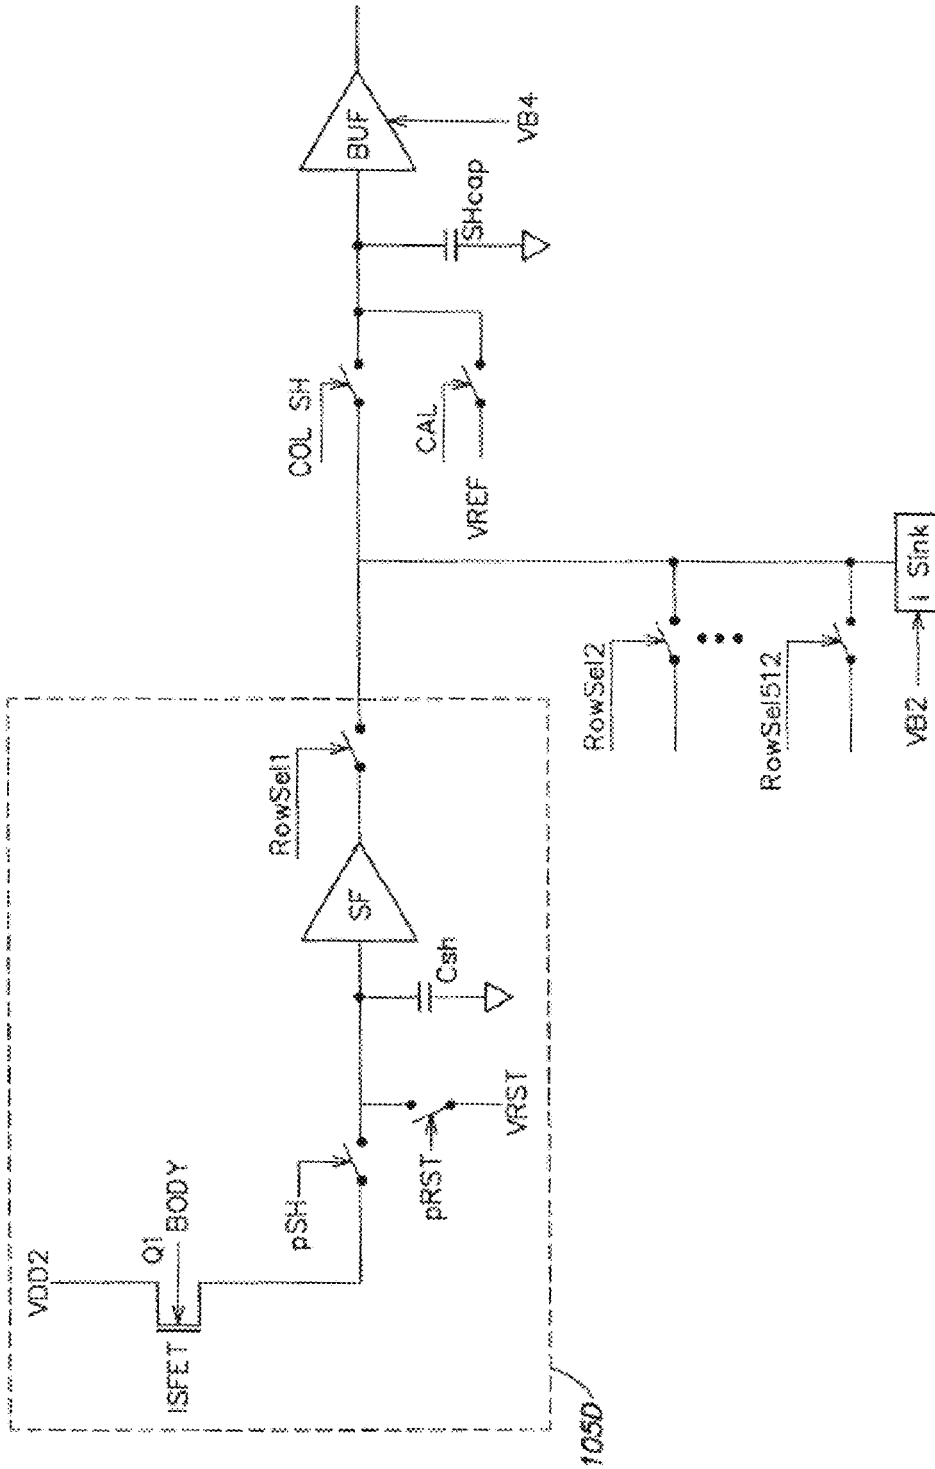 VDD2
Q1
BODY
ISFET
pSH
pRST
VRST
Csh
SF
RowSel1
105D
RowSel2
RowSel512
VB2
I Sink
COL SH
CAL
VREF
SHcap
BUF
VB4